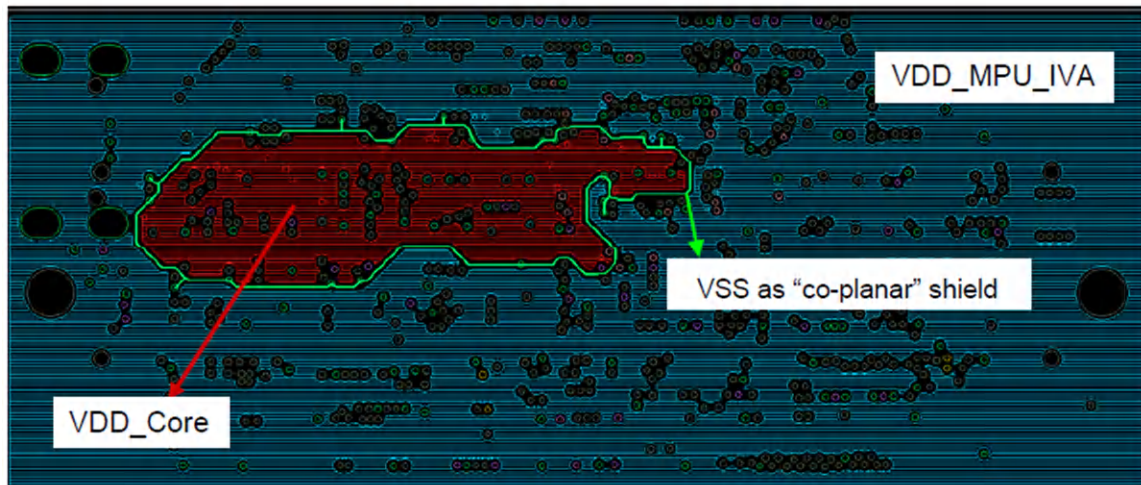 VDD_MPU_IVA
VSS as “co-planar” shield
VDD_Core